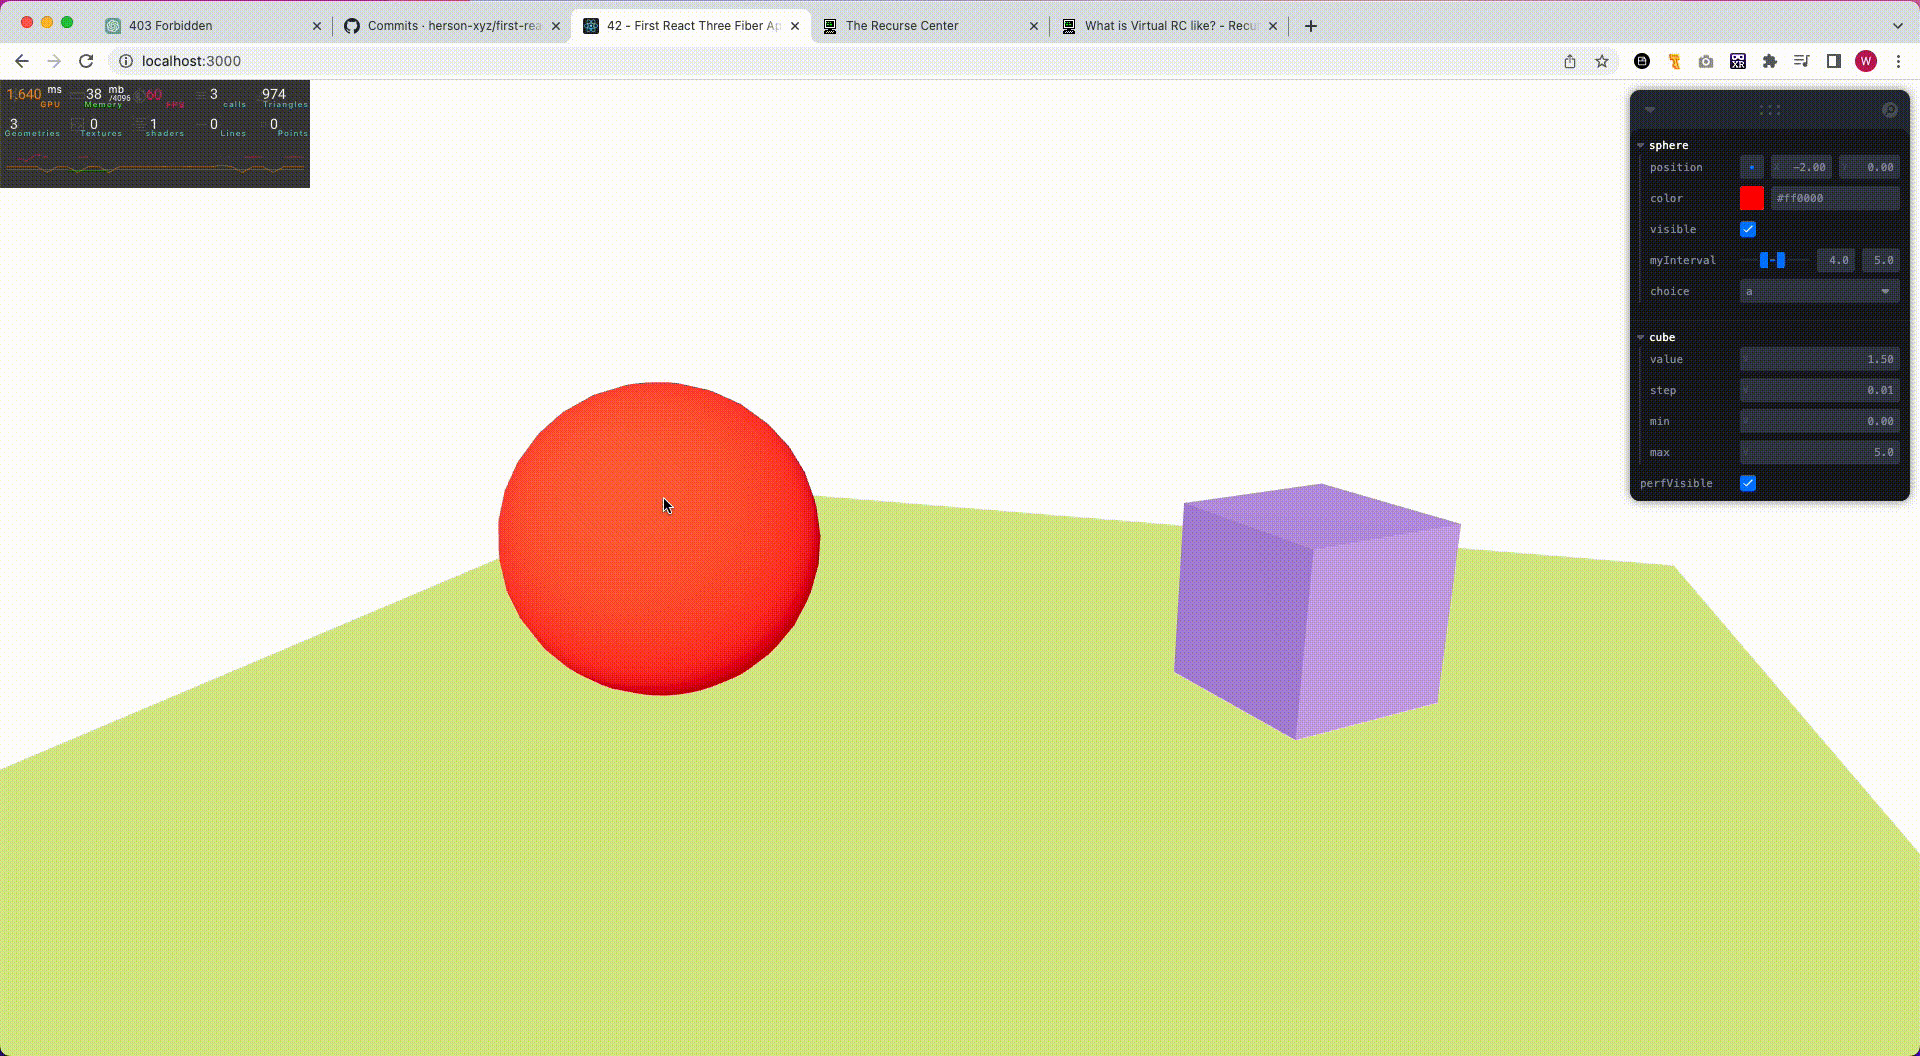 403 Forbidden
Commits · herson-xyz/first-rea
42 - First React Three Fiber Ap
The Recurse Center
What is Virtual RC like? - Recur
localhost:3000
W
1.640 ms GPU
38 mb /4096 Memory
60 FPS
3 calls
974 Triangles
3 Geometries
0 Textures
1 shaders
0 Lines
0 Points
sphere
position -2.00 0.00
color #ff0000
visible
myInterval 4.0 5.0
choice a
cube
value 1.50
step 0.01
min 0.00
max 5.0
perfVisible